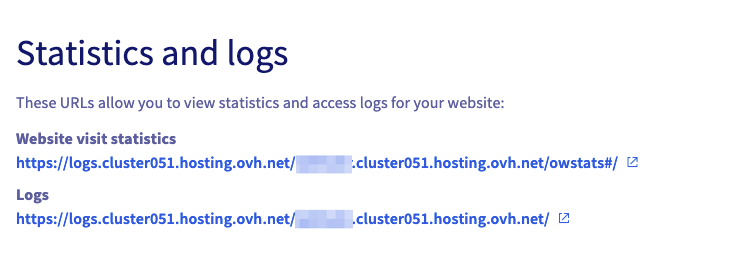 Statistics and logs
These URLs allow you to view statistics and access logs for your website:
Website visit statistics
https://logs.cluster051.hosting.ovh.net/ .cluster051.hosting.ovh.net/owstats#/
Logs
https://logs.cluster051.hosting.ovh.net/ .cluster051.hosting.ovh.net/